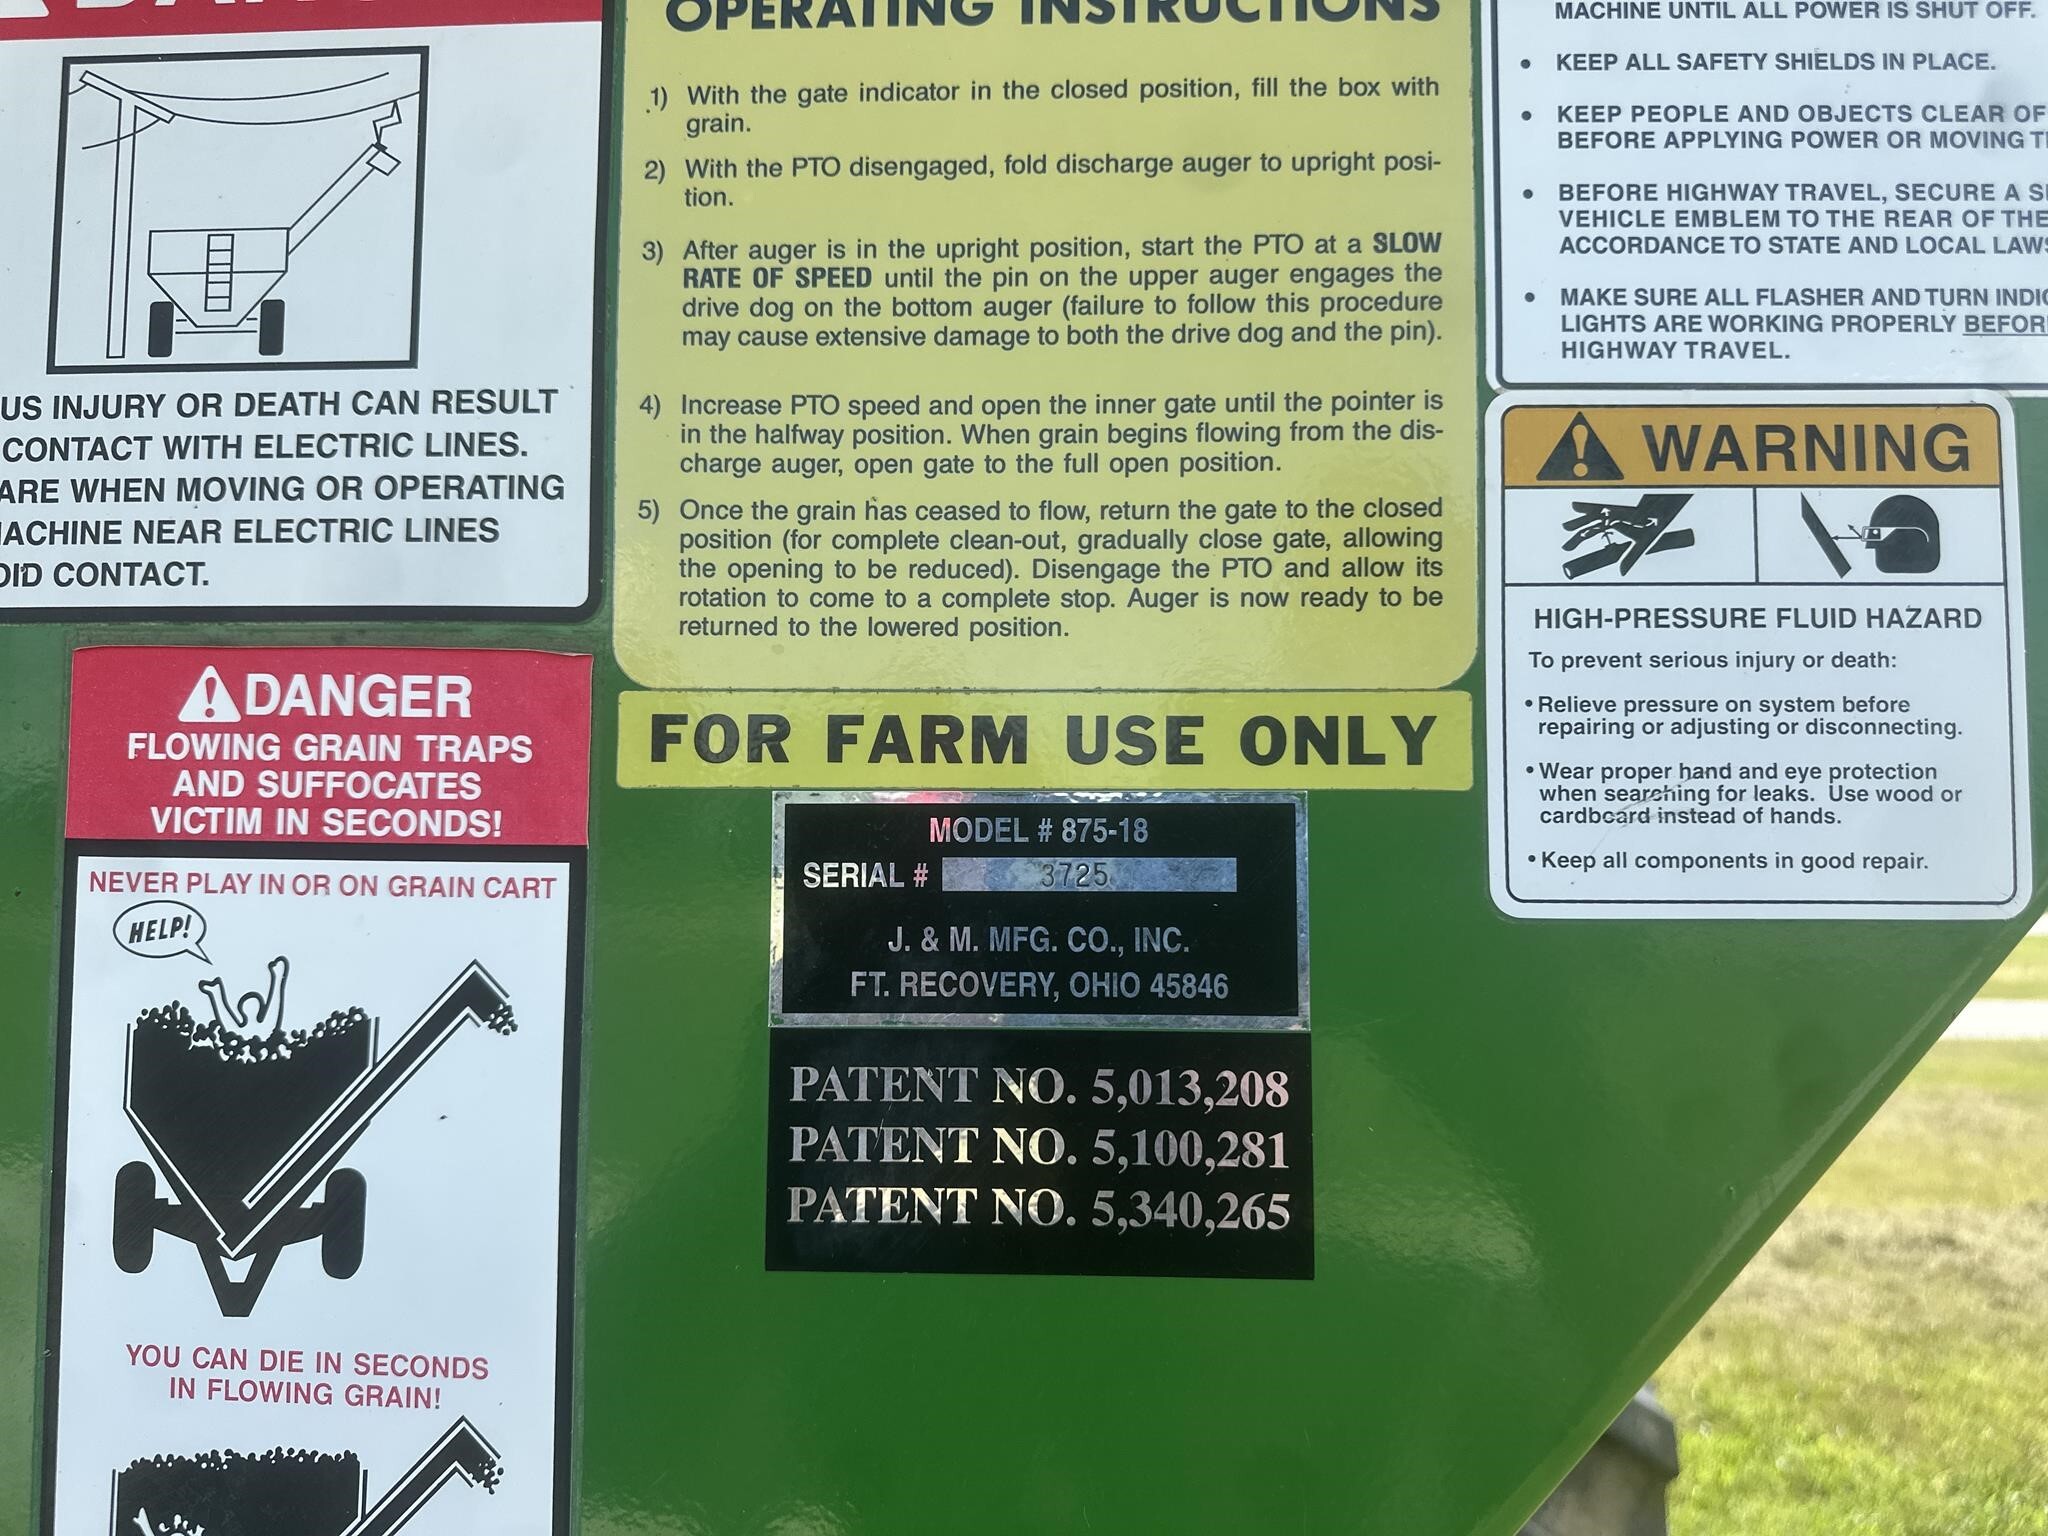 OPERATING INSTRUCTIONS
1) With the gate indicator in the closed position, fill the box with
grain.
2) With the PTO disengaged, fold discharge auger to upright posi-
tion.
3) After auger is in the upright position, start the PTO at a SLOW
RATE OF SPEED until the pin on the upper auger engages the
drive dog on the bottom auger (failure to follow this procedure
may cause extensive damage to both the drive dog and the pin).
4) Increase PTO speed and open the inner gate until the pointer is
in the halfway position. When grain begins flowing from the dis-
charge auger, open gate to the full open position.
5) Once the grain has ceased to flow, return the gate to the closed
position (for complete clean-out, gradually close gate, allowing
the opening to be reduced). Disengage the PTO and allow its
rotation to come to a complete stop. Auger is now ready to be
returned to the lowered position.
FOR FARM USE ONLY
MODEL # 875-18
SERIAL # 3725
J. & M. MFG. CO., INC.
FT. RECOVERY, OHIO 45846
PATENT NO. 5,013,208
PATENT NO. 5,100,281
PATENT NO. 5,340,265
US INJURY OR DEATH CAN RESULT
CONTACT WITH ELECTRIC LINES.
ARE WHEN MOVING OR OPERATING
ACHINE NEAR ELECTRIC LINES
OID CONTACT.
DANGER
FLOWING GRAIN TRAPS
AND SUFFOCATES
VICTIM IN SECONDS!
NEVER PLAY IN OR ON GRAIN CART
HELP!
YOU CAN DIE IN SECONDS
IN FLOWING GRAIN!
MACHINE UNTIL ALL POWER IS SHUT OFF.
• KEEP ALL SAFETY SHIELDS IN PLACE.
• KEEP PEOPLE AND OBJECTS CLEAR OF
BEFORE APPLYING POWER OR MOVING
• BEFORE HIGHWAY TRAVEL, SECURE A
VEHICLE EMBLEM TO THE REAR OF THE
ACCORDANCE TO STATE AND LOCAL LAWS
• MAKE SURE ALL FLASHER AND TURN INDIC
LIGHTS ARE WORKING PROPERLY BEFOR
HIGHWAY TRAVEL.
WARNING
HIGH-PRESSURE FLUID HAZARD
To prevent serious injury or death:
• Relieve pressure on system before
repairing or adjusting or disconnecting.
• Wear proper hand and eye protection
when searching for leaks. Use wood or
cardboard instead of hands.
• Keep all components in good repair.